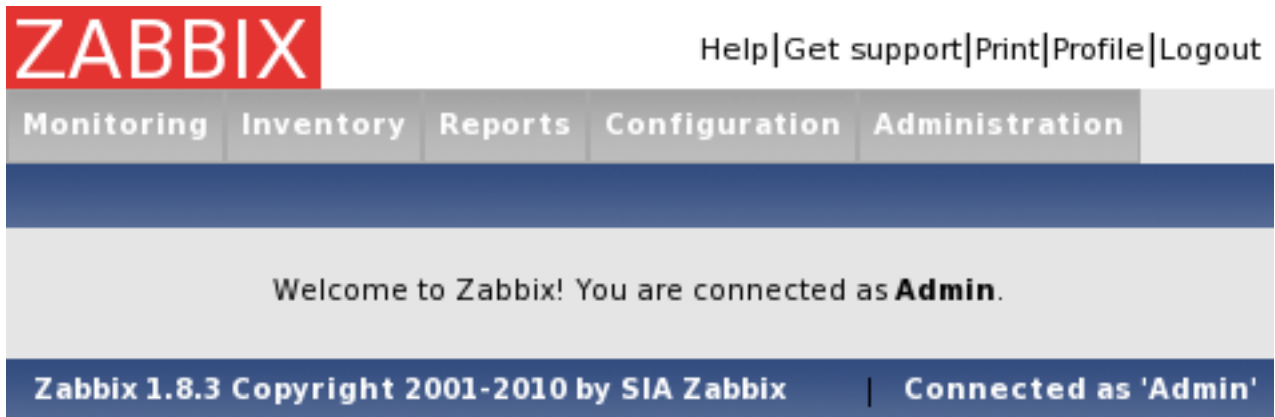 ZABBIX
Help|Get support|Print|Profile|Logout
Monitoring Inventory Reports Configuration Administration
Welcome to Zabbix! You are connected as Admin.
Zabbix 1.8.3 Copyright 2001-2010 by SIA Zabbix | Connected as 'Admin'